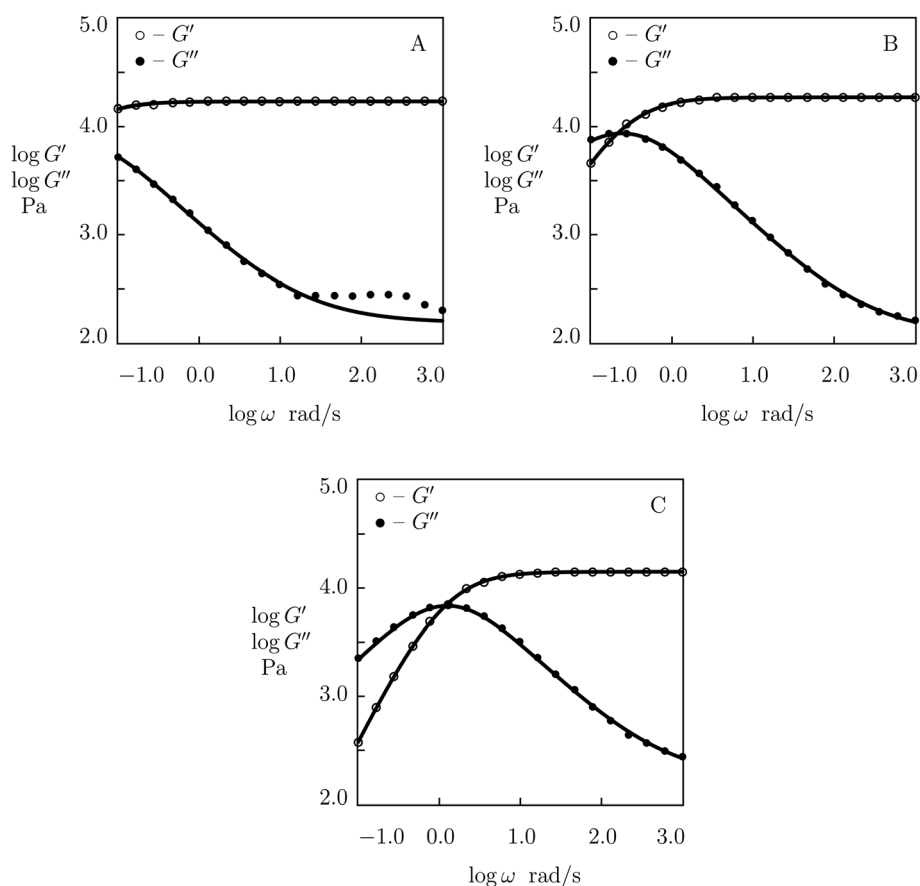 5.0
○ – G′
A
● – G″
4.0
log G′
log G″
Pa
3.0
2.0
−1.0 0.0 1.0 2.0 3.0
log ω rad/s
5.0
○ – G′
B
● – G″
4.0
log G′
log G″
Pa
3.0
2.0
−1.0 0.0 1.0 2.0 3.0
log ω rad/s
5.0
○ – G′
C
● – G″
4.0
log G′
log G″
Pa
3.0
2.0
−1.0 0.0 1.0 2.0 3.0
log ω rad/s